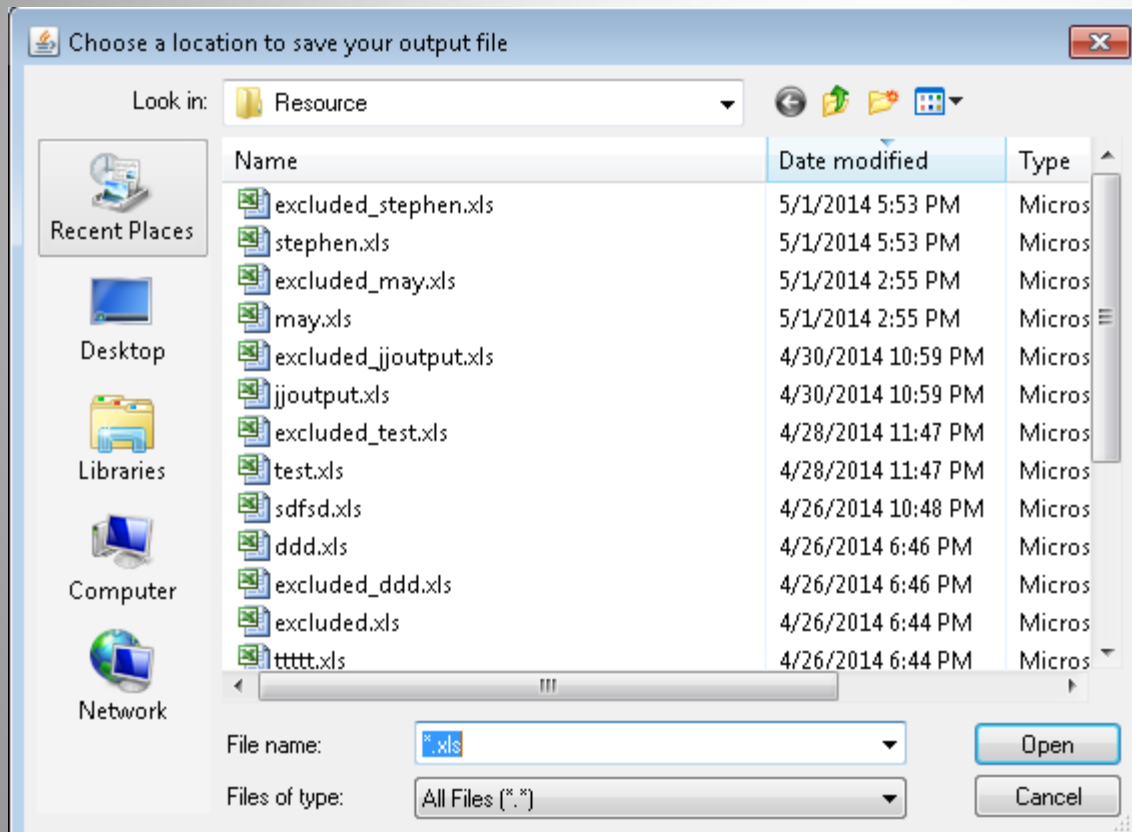 Choose a location to save your output file
Look in: Resource
Name Date modified Type
Recent Places
Desktop
Libraries
Computer
Network
excluded_stephen.xls 5/1/2014 5:53 PM Micros
stephen.xls 5/1/2014 5:53 PM Micros
excluded_may.xls 5/1/2014 2:55 PM Micros
may.xls 5/1/2014 2:55 PM Micros
excluded_jjoutput.xls 4/30/2014 10:59 PM Micros
jjoutput.xls 4/30/2014 10:59 PM Micros
excluded_test.xls 4/28/2014 11:47 PM Micros
test.xls 4/28/2014 11:47 PM Micros
sdfsd.xls 4/26/2014 10:48 PM Micros
ddd.xls 4/26/2014 6:46 PM Micros
excluded_ddd.xls 4/26/2014 6:46 PM Micros
excluded.xls 4/26/2014 6:44 PM Micros
ttttt.xls 4/26/2014 6:44 PM Micros
File name: *.xls Open
Files of type: All Files (*.*) Cancel